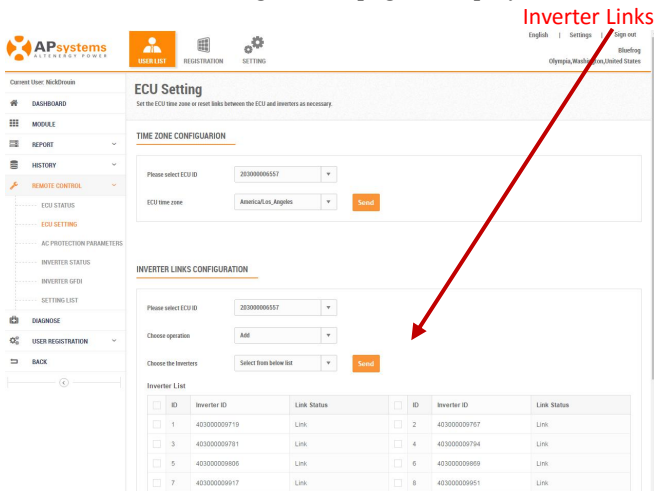 Inverter Links
English | Settings | Sign out
APsystems
ALTENERGY POWER
USER LIST
REGISTRATION
SETTING
Bluefrog
Olympia,Washington,United States
Current User: NickDrouin
DASHBOARD
MODULE
REPORT
HISTORY
REMOTE CONTROL
ECU STATUS
ECU SETTING
AC PROTECTION PARAMETERS
INVERTER STATUS
INVERTER GFDI
SETTING LIST
DIAGNOSE
USER REGISTRATION
BACK
ECU Setting
Set the ECU time zone or reset links between the ECU and inverters as necessary.
TIME ZONE CONFIGUARION
Please select ECU ID 203000006557
ECU time zone America/Los_Angeles Send
INVERTER LINKS CONFIGURATION
Please select ECU ID 203000006557
Choose operation Add
Choose the Inverters Select from below list Send
Inverter List
ID Inverter ID Link Status ID Inverter ID Link Status
1 403000009719 Link 2 403000009767 Link
3 403000009781 Link 4 403000009794 Link
5 403000009806 Link 6 403000009869 Link
7 403000009917 Link 8 403000009951 Link